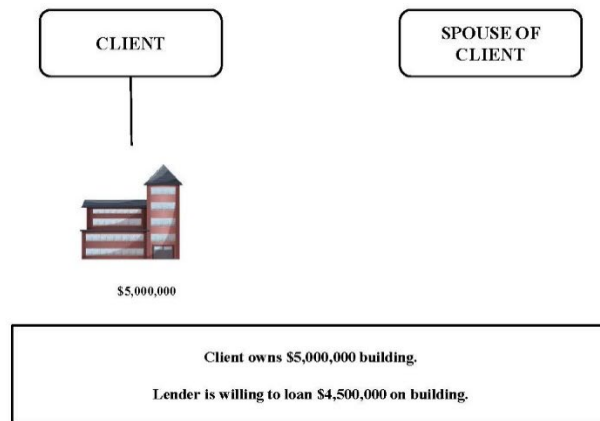 CLIENT
SPOUSE OF
CLIENT
$5,000,000
Client owns $5,000,000 building.
Lender is willing to loan $4,500,000 on building.